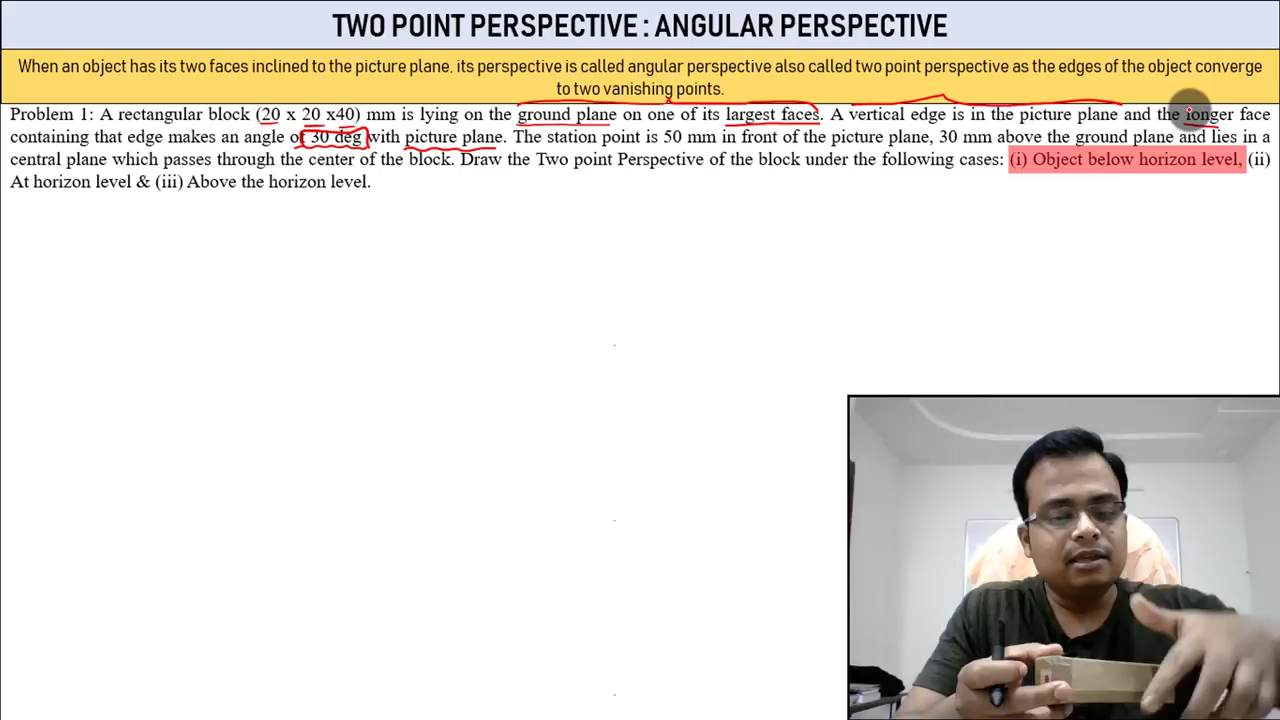 TWO POINT PERSPECTIVE : ANGULAR PERSPECTIVE
When an object has its two faces inclined to the picture plane, its perspective is called angular perspective also called two point perspective as the edges of the object converge
to two vanishing points.
Problem 1: A rectangular block (20 x 20 x40) mm is lying on the ground plane on one of its largest faces. A vertical edge is in the picture plane and the longer face
containing that edge makes an angle of 30 deg with picture plane. The station point is 50 mm in front of the picture plane, 30 mm above the ground plane and lies in a
central plane which passes through the center of the block. Draw the Two point Perspective of the block under the following cases: (i) Object below horizon level, (ii)
At horizon level & (iii) Above the horizon level.